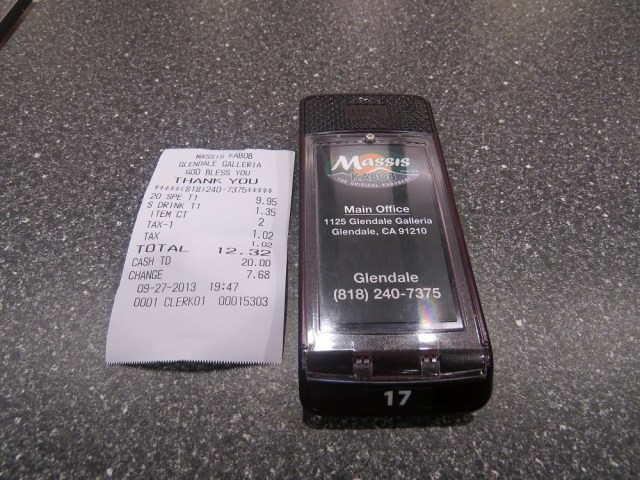 MASSIS KABOB
GLENDALE GALLERIA
GOD BLESS YOU
THANK YOU
*****(818)240-7375*****
20 SPE T1 9.95
S DRINK T1 1.35
ITEM CT 2
TAX-1 1.02
TAX 1.02
TOTAL 12.32
CASH TD 20.00
CHANGE 7.68
09-27-2013 19:47
0001 CLERK01 00015303
Massis
KABOB
THE ORIGINAL
Main Office
1125 Glendale Galleria
Glendale, CA 91210
Glendale
(818) 240-7375
17